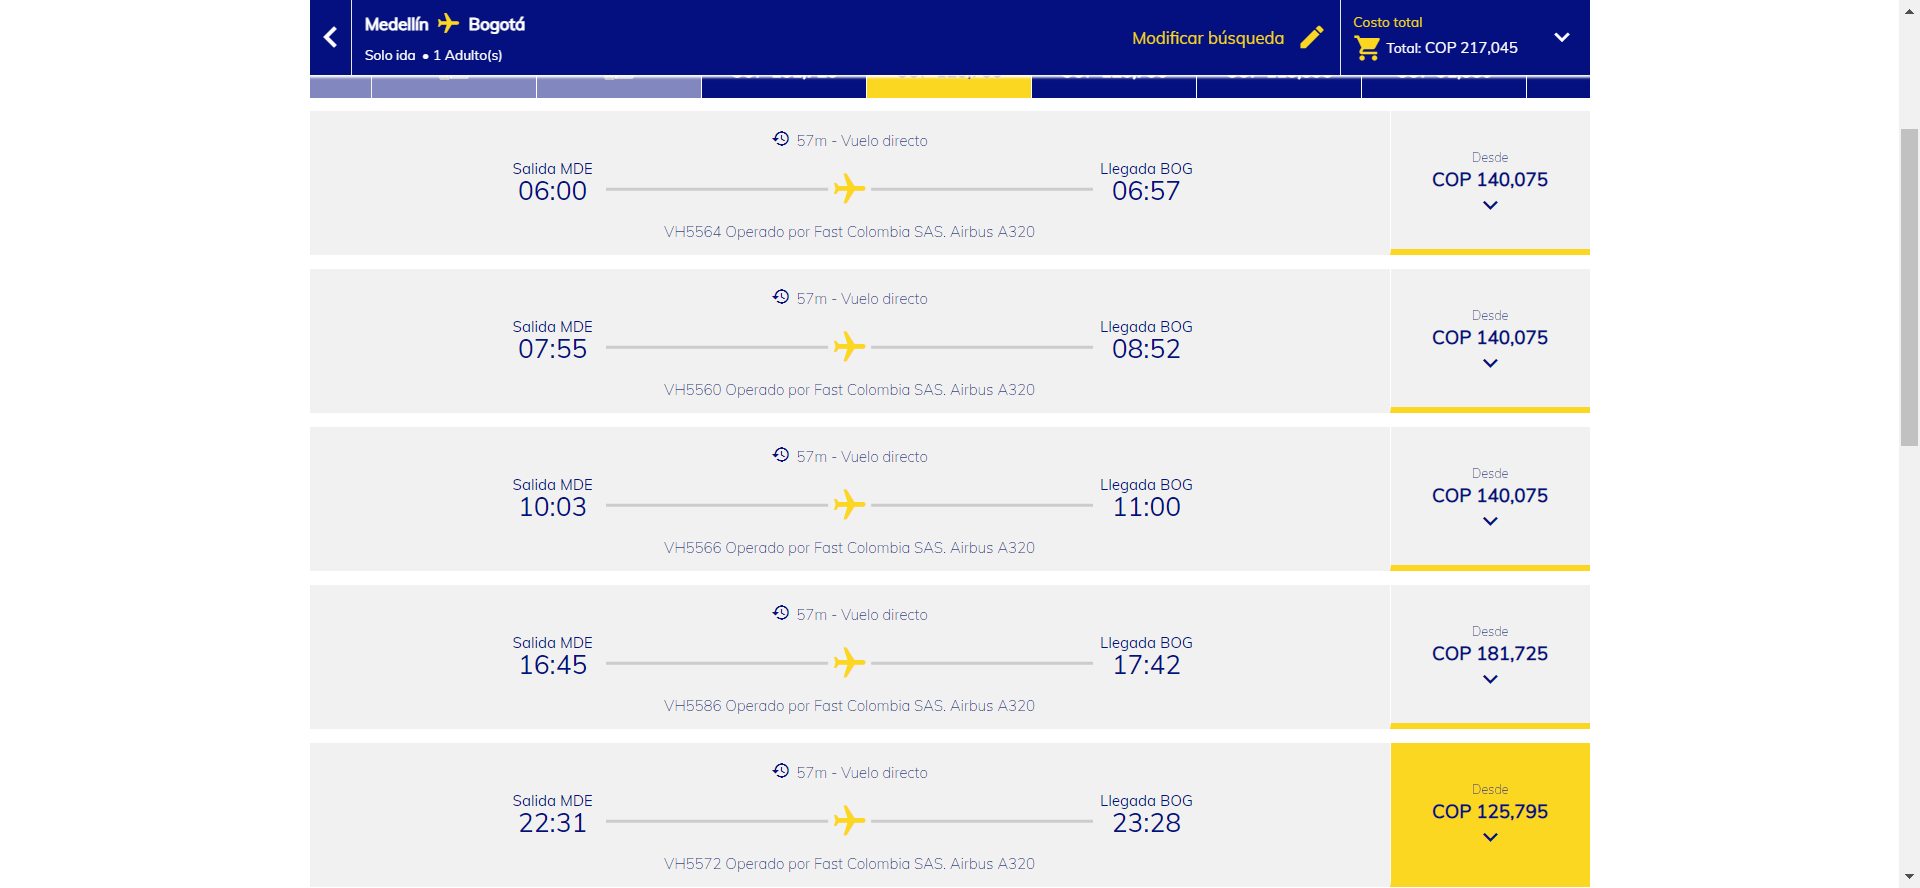 Medellín Bogotá
Solo ida • 1 Adulto(s)
Modificar búsqueda
Costo total
Total: COP 217,045
57m - Vuelo directo
Salida MDE
06:00
Llegada BOG
06:57
VH5564 Operado por Fast Colombia SAS. Airbus A320
Desde
COP 140,075
57m - Vuelo directo
Salida MDE
07:55
Llegada BOG
08:52
VH5560 Operado por Fast Colombia SAS. Airbus A320
Desde
COP 140,075
57m - Vuelo directo
Salida MDE
10:03
Llegada BOG
11:00
VH5566 Operado por Fast Colombia SAS. Airbus A320
Desde
COP 140,075
57m - Vuelo directo
Salida MDE
16:45
Llegada BOG
17:42
VH5586 Operado por Fast Colombia SAS. Airbus A320
Desde
COP 181,725
57m - Vuelo directo
Salida MDE
22:31
Llegada BOG
23:28
VH5572 Operado por Fast Colombia SAS. Airbus A320
Desde
COP 125,795